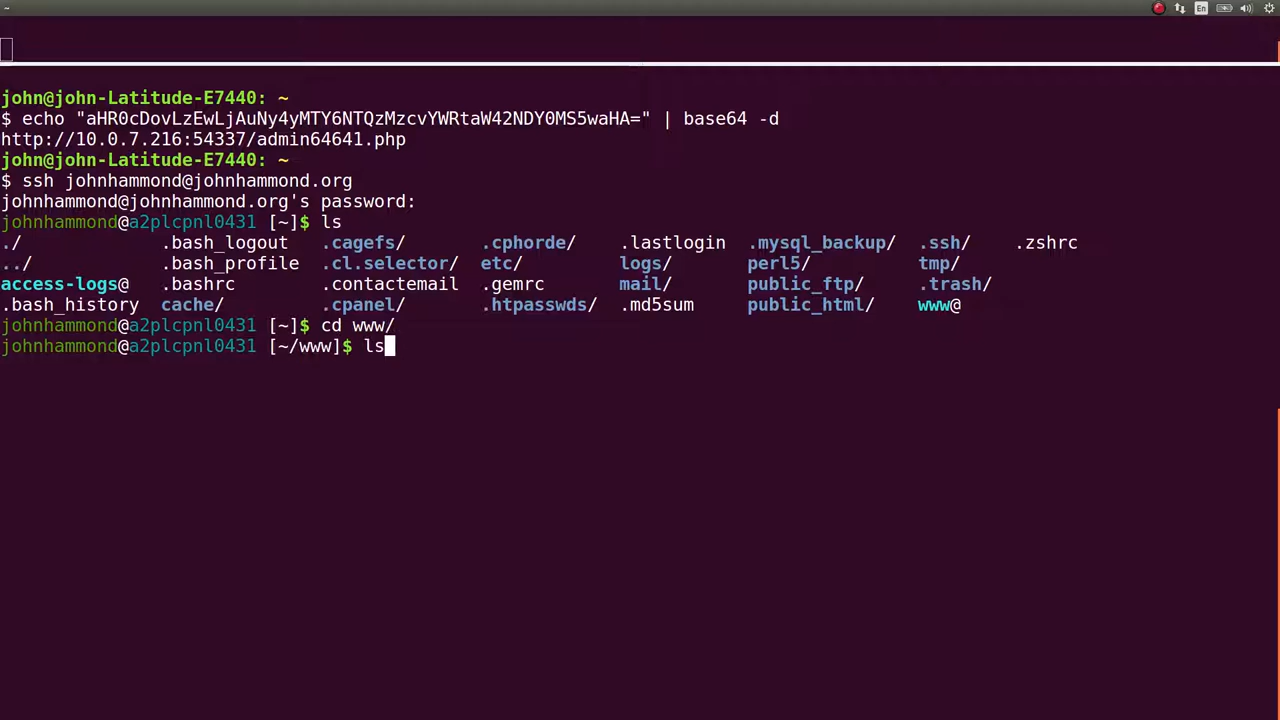 ~
En
john@john-Latitude-E7440: ~
$ echo "aHR0cDovLzEwLjAuNy4yMTY6NTQzMzcvYWRtaW42NDY0MS5waHA=" | base64 -d
http://10.0.7.216:54337/admin64641.php
john@john-Latitude-E7440: ~
$ ssh johnhammond@johnhammond.org
johnhammond@johnhammond.org's password:
johnhammond@a2plcpnl0431 [~]$ ls
./ .bash_logout .cagefs/ .cphorde/ .lastlogin .mysql_backup/ .ssh/ .zshrc
../ .bash_profile .cl.selector/ etc/ logs/ perl5/ tmp/
access-logs@ .bashrc .contactemail .gemrc mail/ public_ftp/ .trash/
.bash_history cache/ .cpanel/ .htpasswds/ .md5sum public_html/ www@
johnhammond@a2plcpnl0431 [~]$ cd www/
johnhammond@a2plcpnl0431 [~/www]$ ls